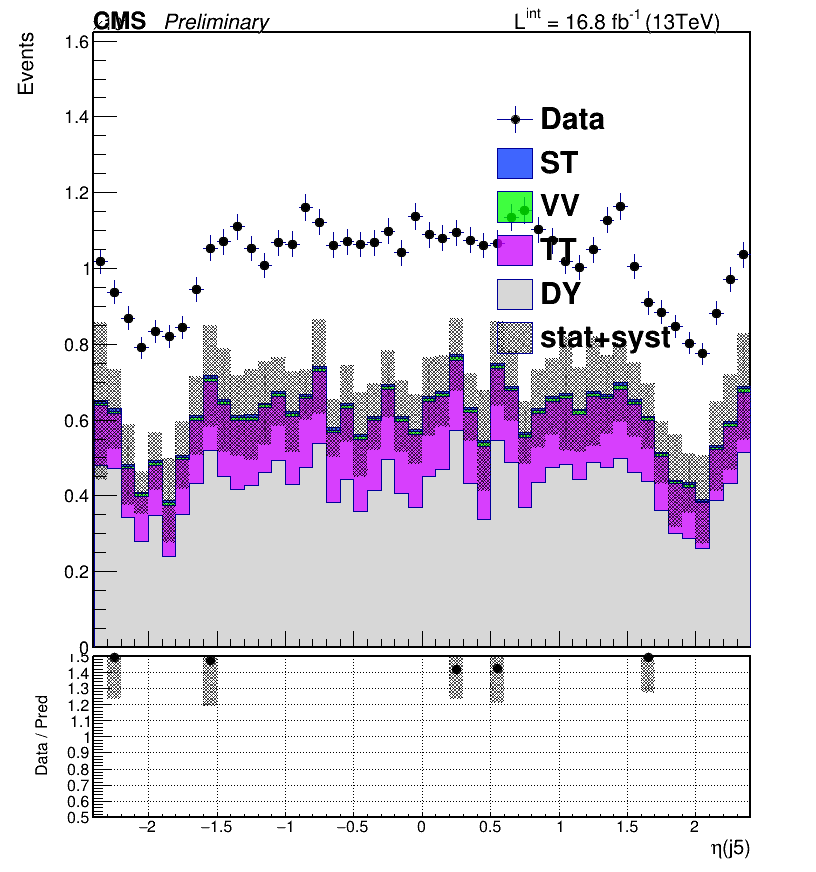 CMS Preliminary L^int = 16.8 fb^-1 (13TeV)
Events
1.6
1.4
1.2
1
0.8
0.6
0.4
0.2
0
Data
ST
VV
TT
DY
stat+syst
Data / Pred
1.5
1.4
1.3
1.2
1.1
1
0.9
0.8
0.7
0.6
0.5
−2 −1.5 −1 −0.5 0 0.5 1 1.5 2
η(j5)